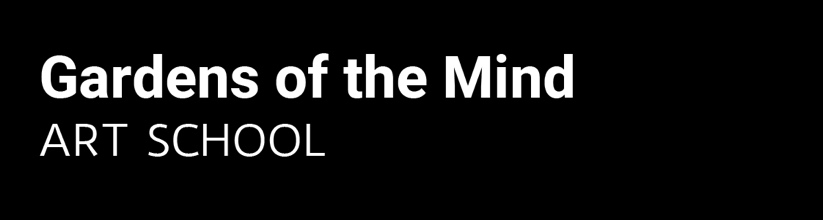 Gardens of the Mind
ART SCHOOL